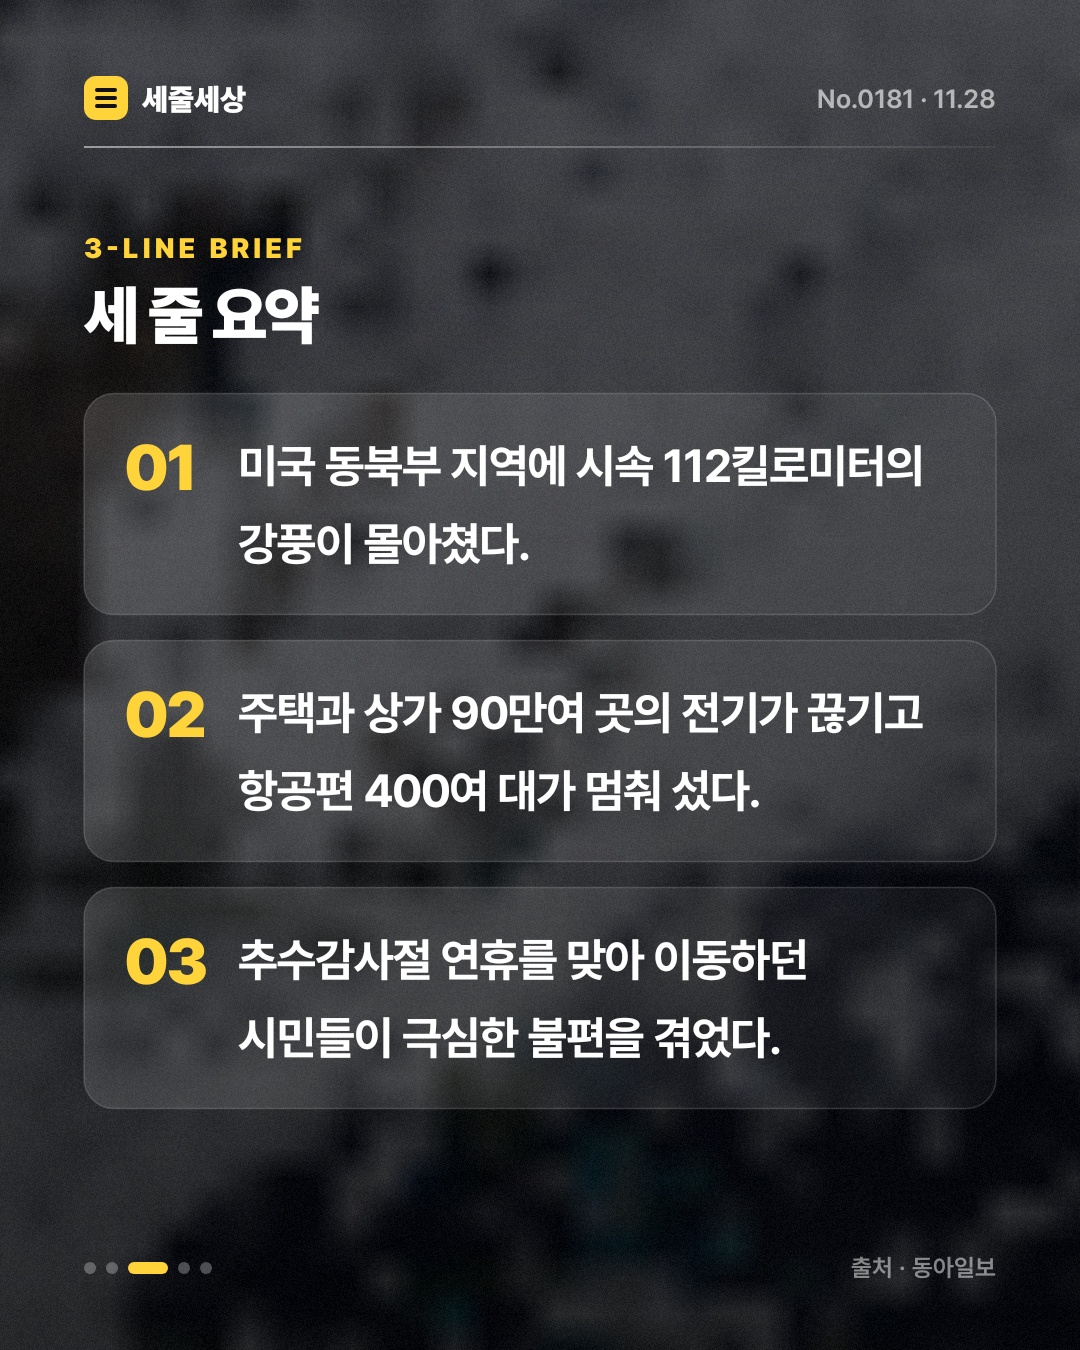 세줄세상
No.0181 · 11.28
3-LINE BRIEF
세 줄 요약
01 미국 동북부 지역에 시속 112킬로미터의
강풍이 몰아쳤다.
02 주택과 상가 90만여 곳의 전기가 끊기고
항공편 400여 대가 멈춰 섰다.
03 추수감사절 연휴를 맞아 이동하던
시민들이 극심한 불편을 겪었다.
출처 · 동아일보